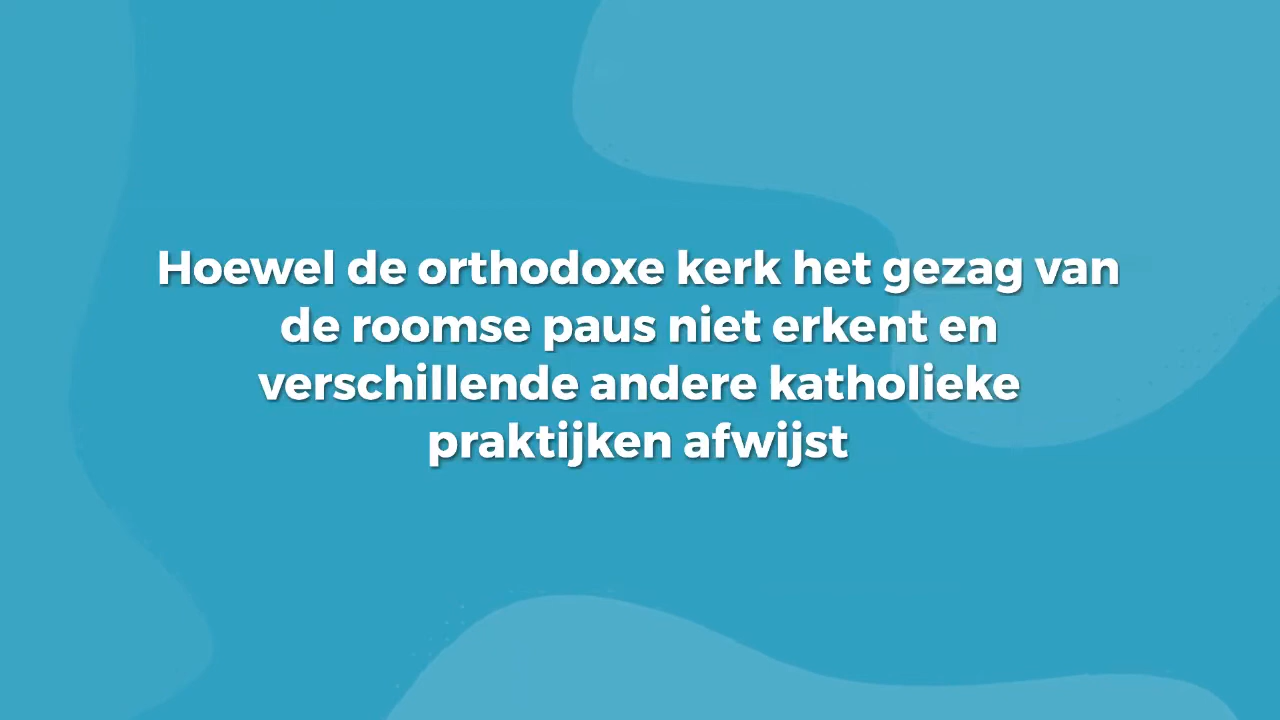 Hoewel de orthodoxe kerk het gezag van
de roomse paus niet erkent en
verschillende andere katholieke
praktijken afwijst